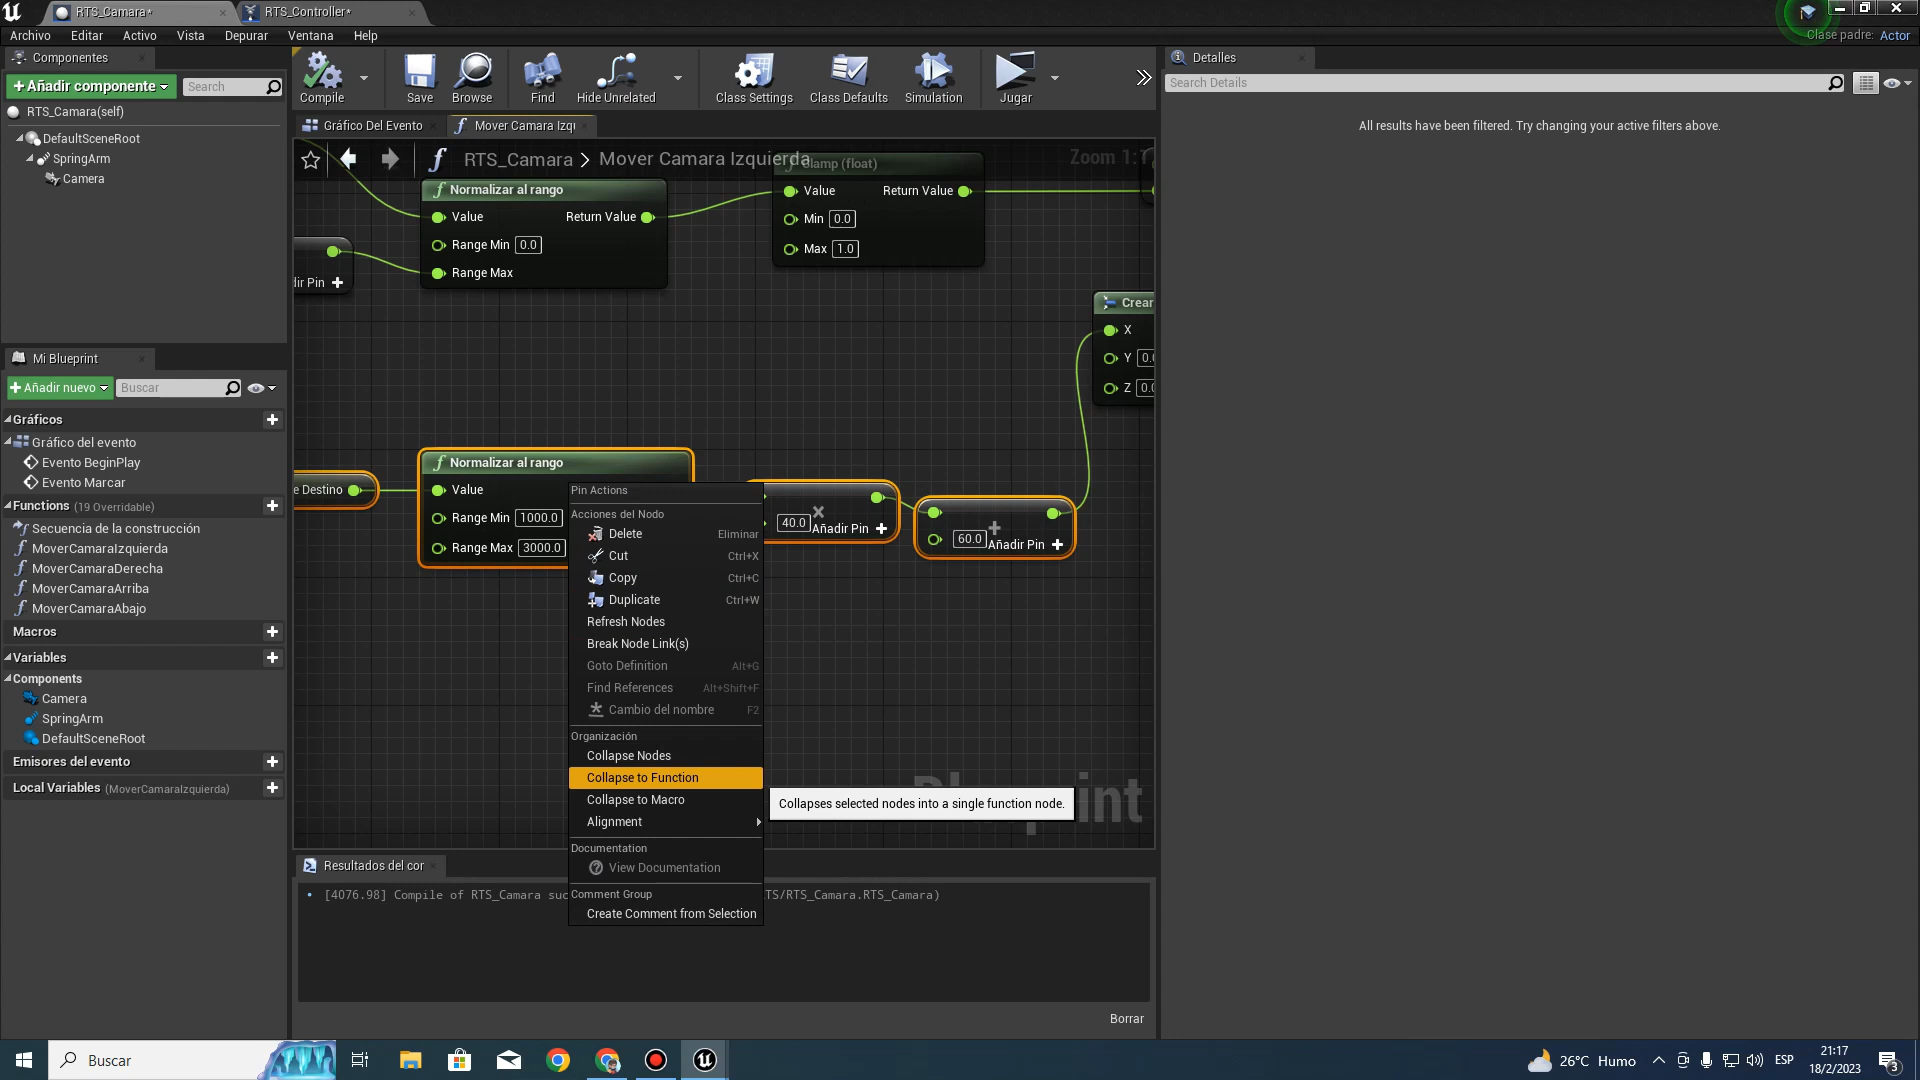 RTS_Camara*
RTS_Controller*
Archivo
Editar
Activo
Vista
Depurar
Ventana
Help
Clase padre: Actor
Componentes
+Añadir componente
Search
RTS_Camara(self)
DefaultSceneRoot
SpringArm
Camera
Compile
Save
Browse
Find
Hide Unrelated
Class Settings
Class Defaults
Simulation
Jugar
Gráfico Del Evento
Mover Camara Izqu
RTS_Camara > Mover Camara Izquierda
Zoom 1:1
Normalizar al rango
Value
Return Value
Range Min 0.0
Range Max
dir Pin +
Clamp (float)
Value
Return Value
Min 0.0
Max 1.0
Crear
X
Y 0.0
Z 0.0
e Destino
Normalizar al rango
Value
Range Min 1000.0
Range Max 3000.0
40.0
Añadir Pin +
60.0
Añadir Pin +
Pin Actions
Acciones del Nodo
Delete Eliminar
Cut Ctrl+X
Copy Ctrl+C
Duplicate Ctrl+W
Refresh Nodes
Break Node Link(s)
Goto Definition Alt+G
Find References Alt+Shift+F
Cambio del nombre F2
Organización
Collapse Nodes
Collapse to Function
Collapse to Macro
Alignment
Documentation
View Documentation
Comment Group
Create Comment from Selection
Collapses selected nodes into a single function node.
Mi Blueprint
+Añadir nuevo
Buscar
Gráficos
Gráfico del evento
Evento BeginPlay
Evento Marcar
Functions (19 Overridable)
Secuencia de la construcción
MoverCamaraIzquierda
MoverCamaraDerecha
MoverCamaraArriba
MoverCamaraAbajo
Macros
Variables
Components
Camera
SpringArm
DefaultSceneRoot
Emisores del evento
Local Variables (MoverCamaraIzquierda)
Resultados del cor
[4076.98] Compile of RTS_Camara suc TS/RTS_Camara.RTS_Camara)
Borrar
Detalles
Search Details
All results have been filtered. Try changing your active filters above.
Buscar
26°C Humo
ESP
21:17
18/2/2023
3